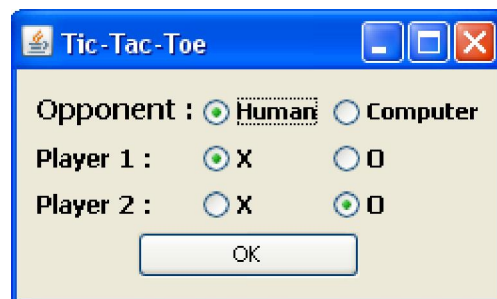 Tic-Tac-Toe
Opponent : Human Computer
Player 1 : X O
Player 2 : X O
OK